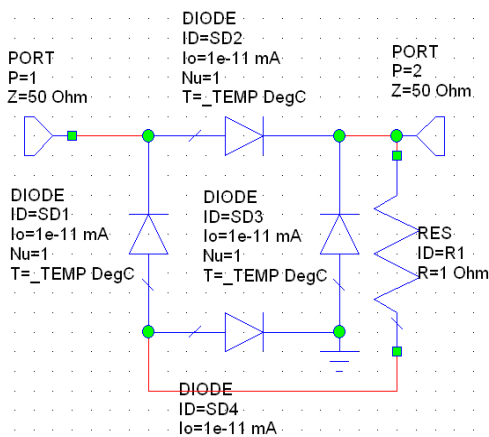 DIODE
ID=SD2
Io=1e-11 mA
Nu=1
T=_TEMP DegC
PORT
P=1
Z=50 Ohm
PORT
P=2
Z=50 Ohm
DIODE
ID=SD1
Io=1e-11 mA
Nu=1
T=_TEMP DegC
DIODE
ID=SD3
Io=1e-11 mA
Nu=1
T=_TEMP DegC
RES
ID=R1
R=1 Ohm
DIODE
ID=SD4
Io=1e-11 mA